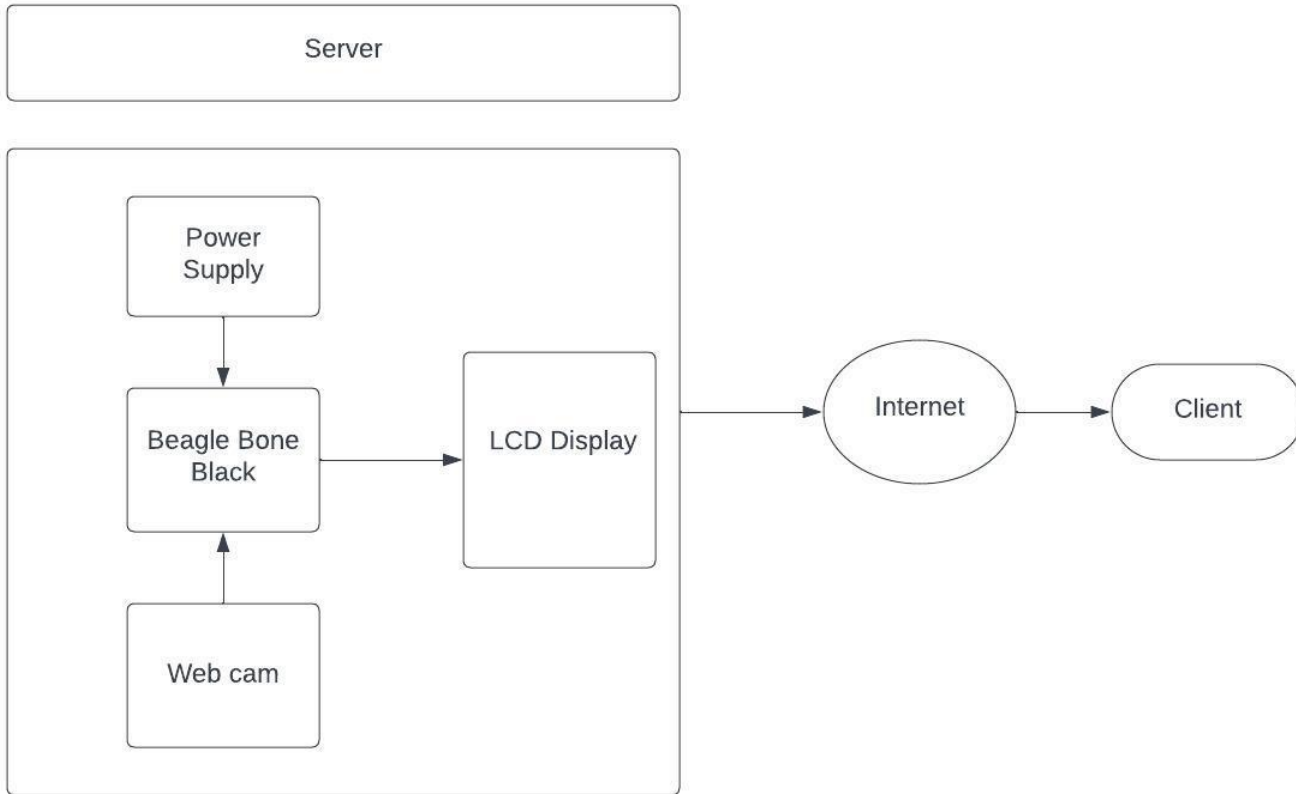 Server
Power
Supply
Beagle Bone
Black
LCD Display
Internet
Client
Web cam